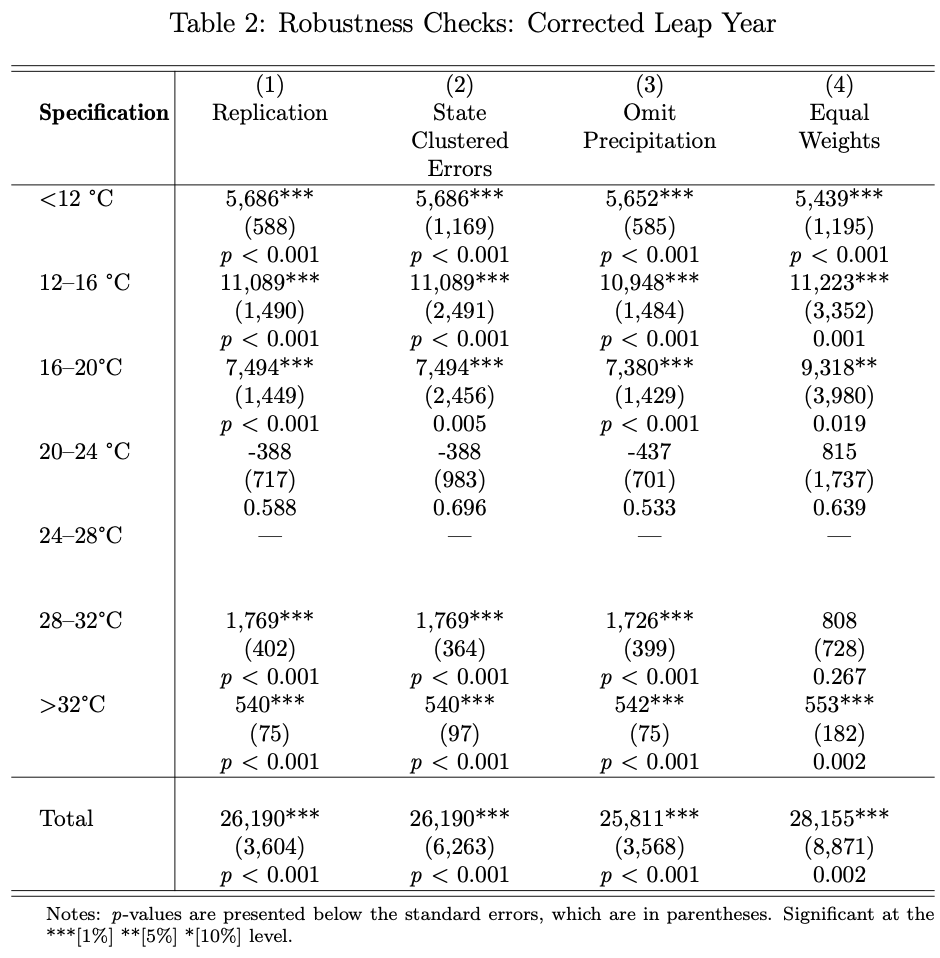 Table 2: Robustness Checks: Corrected Leap Year
(1) (2) (3) (4)
Specification Replication State Omit Equal
Clustered Precipitation Weights
Errors
<12 °C 5,686*** 5,686*** 5,652*** 5,439***
(588) (1,169) (585) (1,195)
p < 0.001 p < 0.001 p < 0.001 p < 0.001
12–16 °C 11,089*** 11,089*** 10,948*** 11,223***
(1,490) (2,491) (1,484) (3,352)
p < 0.001 p < 0.001 p < 0.001 0.001
16–20°C 7,494*** 7,494*** 7,380*** 9,318**
(1,449) (2,456) (1,429) (3,980)
p < 0.001 0.005 p < 0.001 0.019
20–24 °C -388 -388 -437 815
(717) (983) (701) (1,737)
0.588 0.696 0.533 0.639
24–28°C — — — —
28–32°C 1,769*** 1,769*** 1,726*** 808
(402) (364) (399) (728)
p < 0.001 p < 0.001 p < 0.001 0.267
>32°C 540*** 540*** 542*** 553***
(75) (97) (75) (182)
p < 0.001 p < 0.001 p < 0.001 0.002
Total 26,190*** 26,190*** 25,811*** 28,155***
(3,604) (6,263) (3,568) (8,871)
p < 0.001 p < 0.001 p < 0.001 0.002
Notes: p-values are presented below the standard errors, which are in parentheses. Significant at the
***[1%] **[5%] *[10%] level.